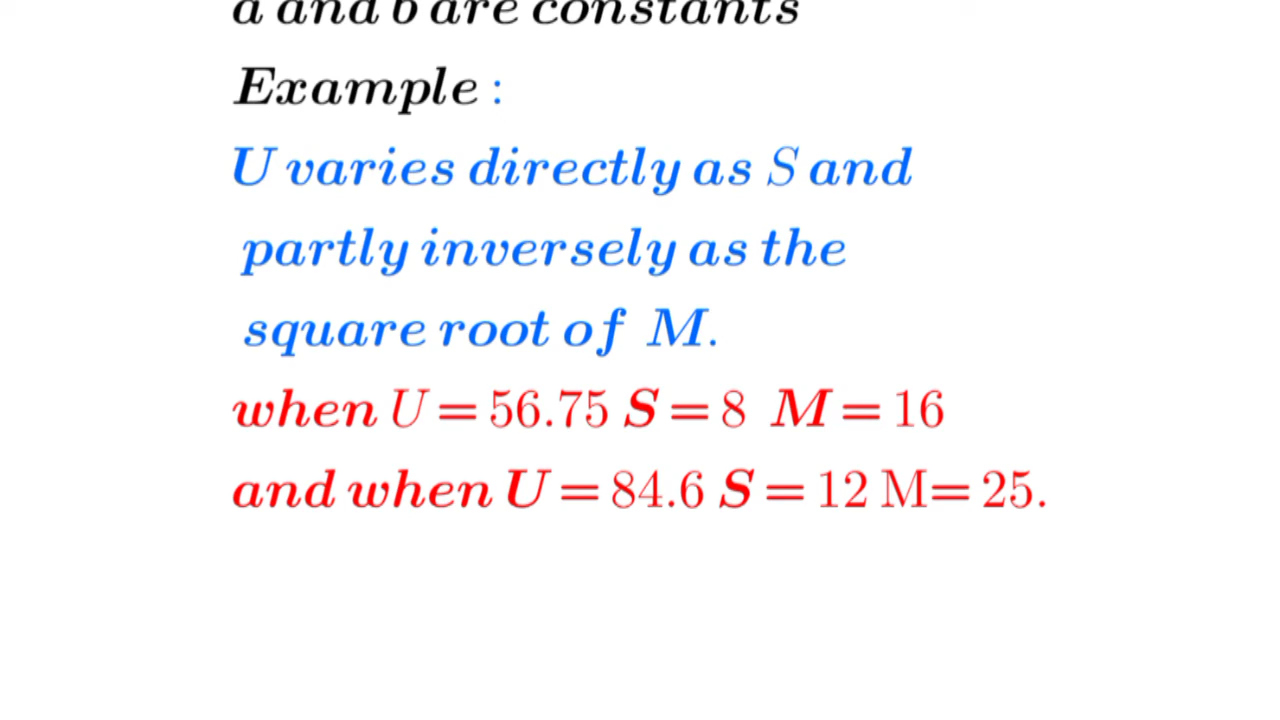 a and b are constants
Example :
U varies directly as S and
partly inversely as the
square root of M.
when U = 56.75 S = 8 M = 16
and when U = 84.6 S = 12 M= 25.